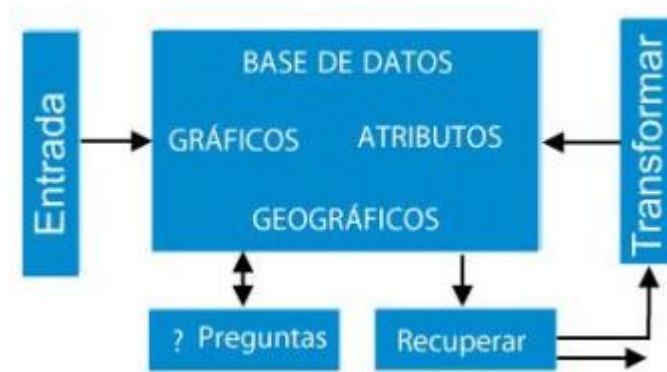 Entrada
BASE DE DATOS
GRÁFICOS ATRIBUTOS
GEOGRÁFICOS
Transformar
? Preguntas
Recuperar